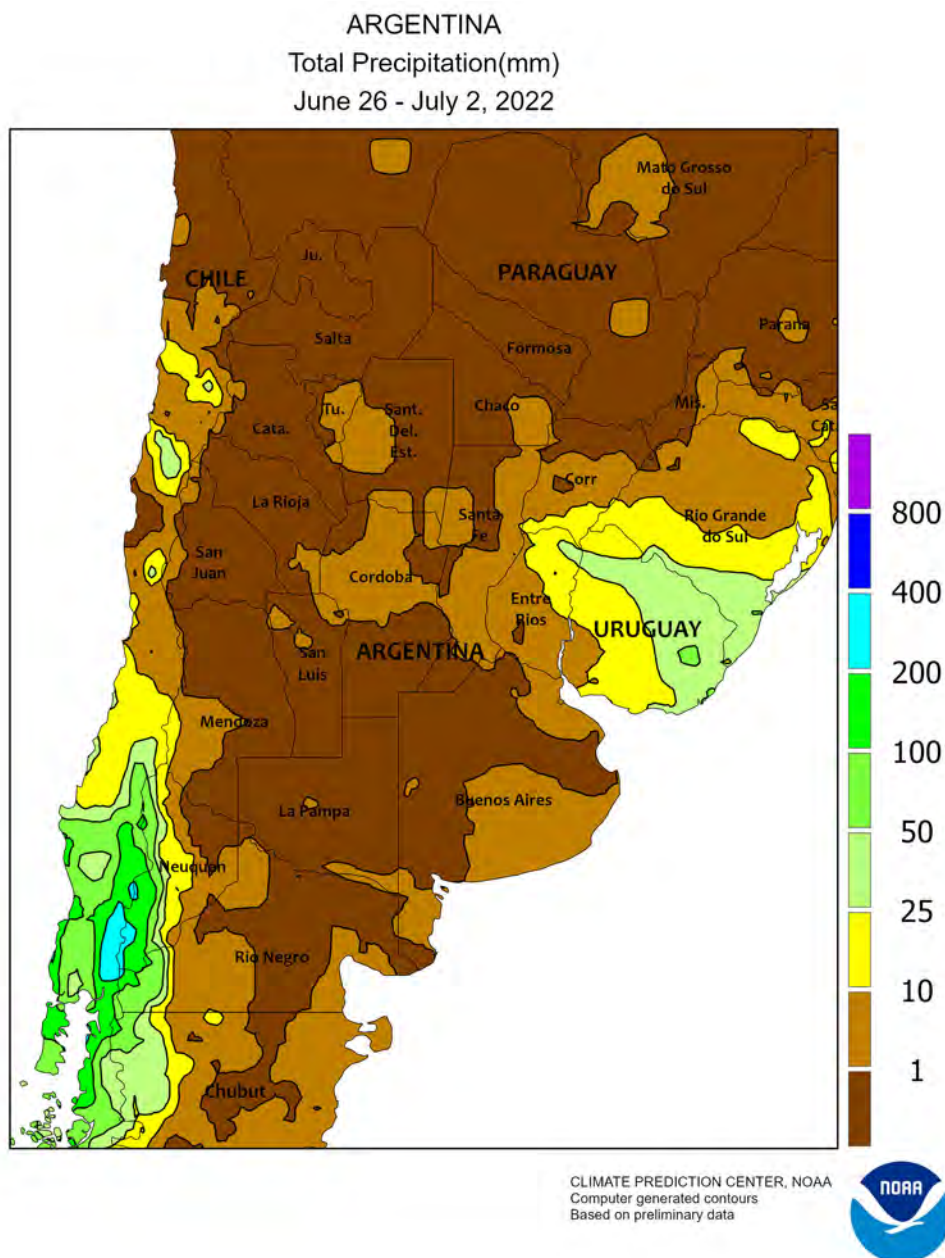 ARGENTINA
Total Precipitation(mm)
June 26 - July 2, 2022
Mato Grosso
do Sul
Ju.
CHILE
PARAGUAY
Parana
Salta
Formosa
Tu.
Sant.
Del.
Est.
Chaco
Mis.
Sa
Cat.
Cata.
Corr
La Rioja
Santa
Fe
Rio Grande
do Sul
San
Juan
Cordoba
Entre
Rios
URUGUAY
ARGENTINA
San
Luis
Mendoza
La Pampa
Buenos Aires
Neuquen
Rio Negro
Chubut
800
400
200
100
50
25
10
1
CLIMATE PREDICTION CENTER, NOAA
Computer generated contours
Based on preliminary data
NOAA